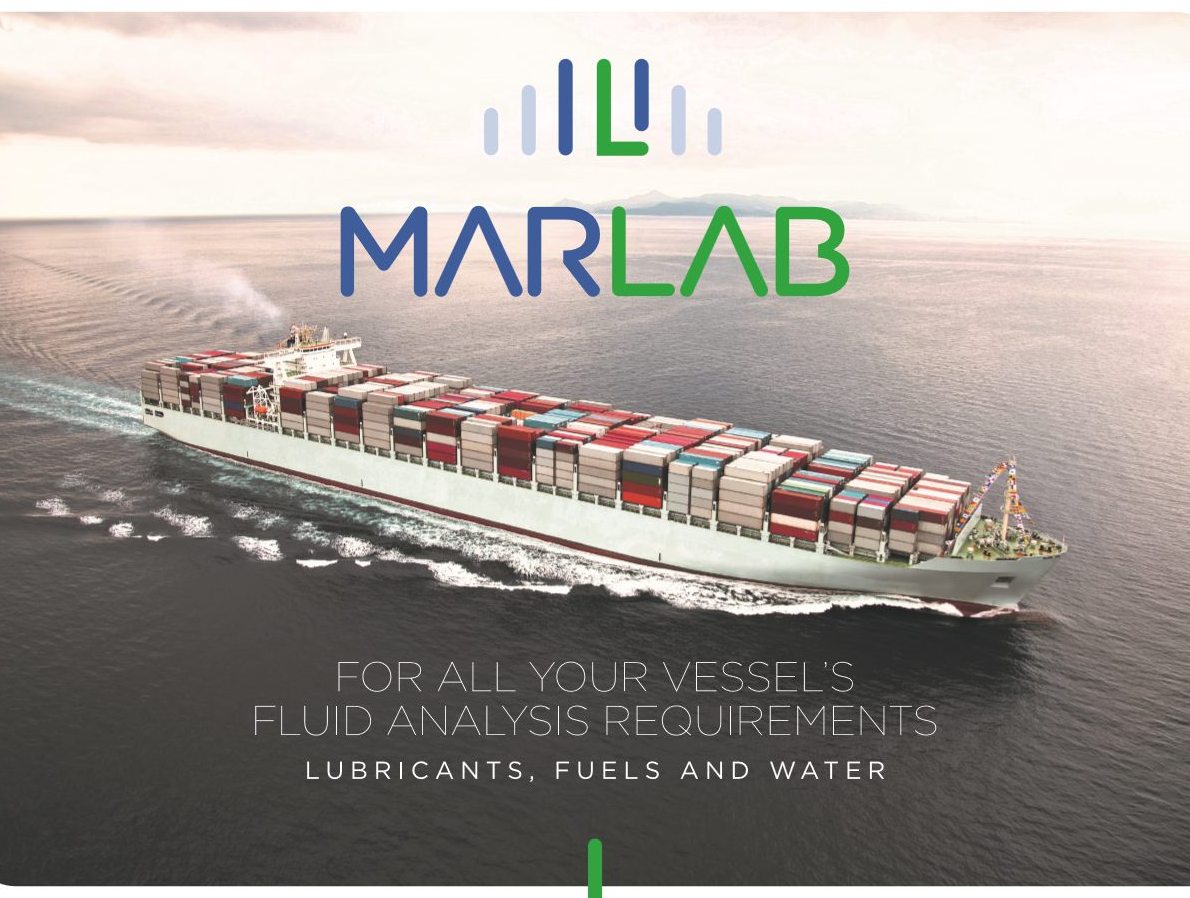 MARLAB
FOR ALL YOUR VESSEL'S
FLUID ANALYSIS REQUIREMENTS
LUBRICANTS, FUELS AND WATER